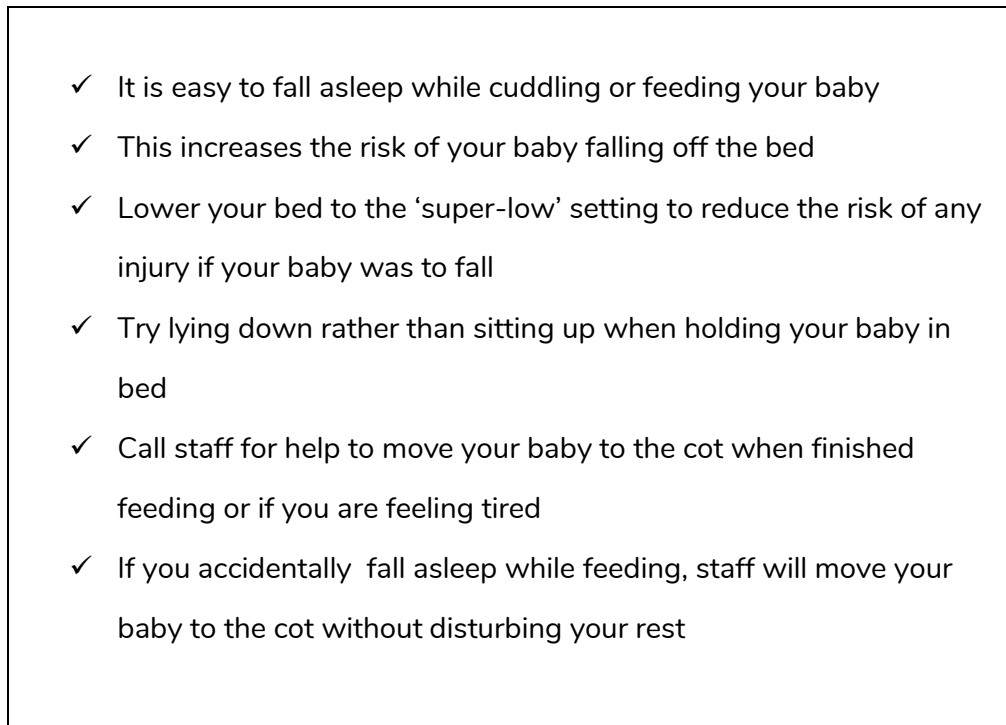 ✓ It is easy to fall asleep while cuddling or feeding your baby
✓ This increases the risk of your baby falling off the bed
✓ Lower your bed to the ‘super-low’ setting to reduce the risk of any
injury if your baby was to fall
✓ Try lying down rather than sitting up when holding your baby in
bed
✓ Call staff for help to move your baby to the cot when finished
feeding or if you are feeling tired
✓ If you accidentally  fall asleep while feeding, staff will move your
baby to the cot without disturbing your rest